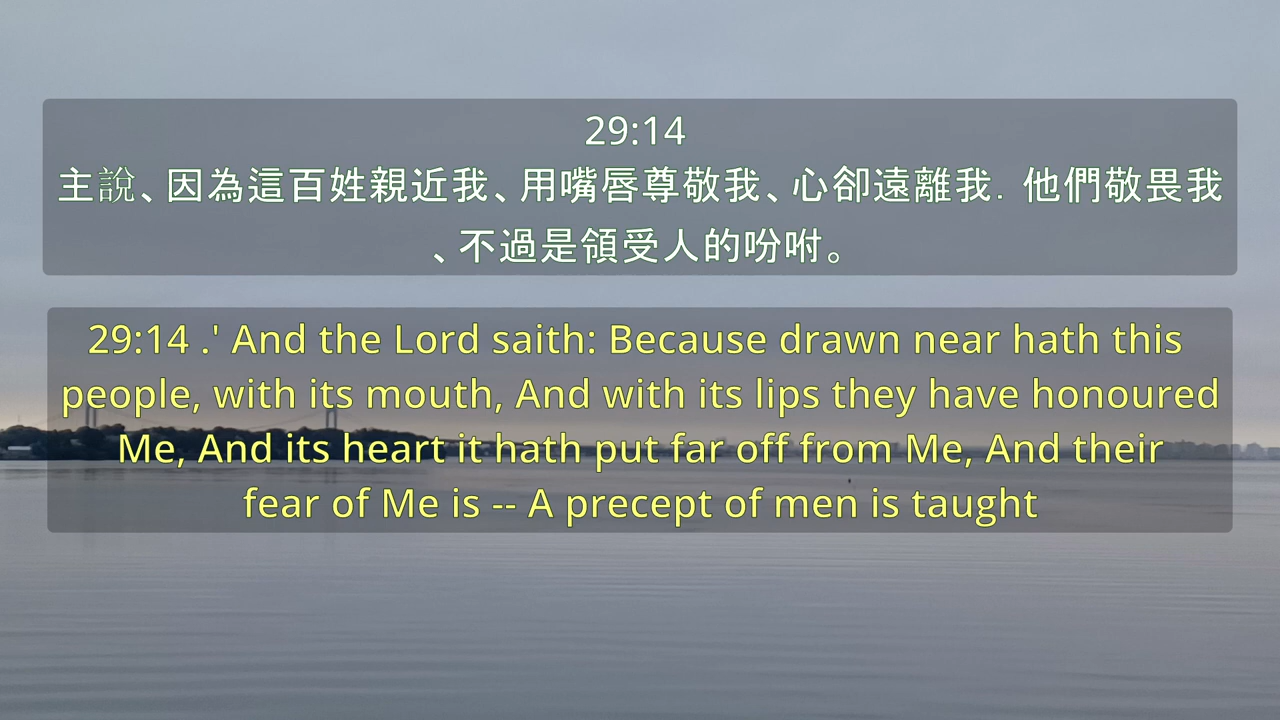 29:14
主說、因為這百姓親近我、用嘴唇尊敬我、心卻遠離我. 他們敬畏我
、不過是領受人的吩咐。
29:14 .' And the Lord saith: Because drawn near hath this
people, with its mouth, And with its lips they have honoured
Me, And its heart it hath put far off from Me, And their
fear of Me is -- A precept of men is taught